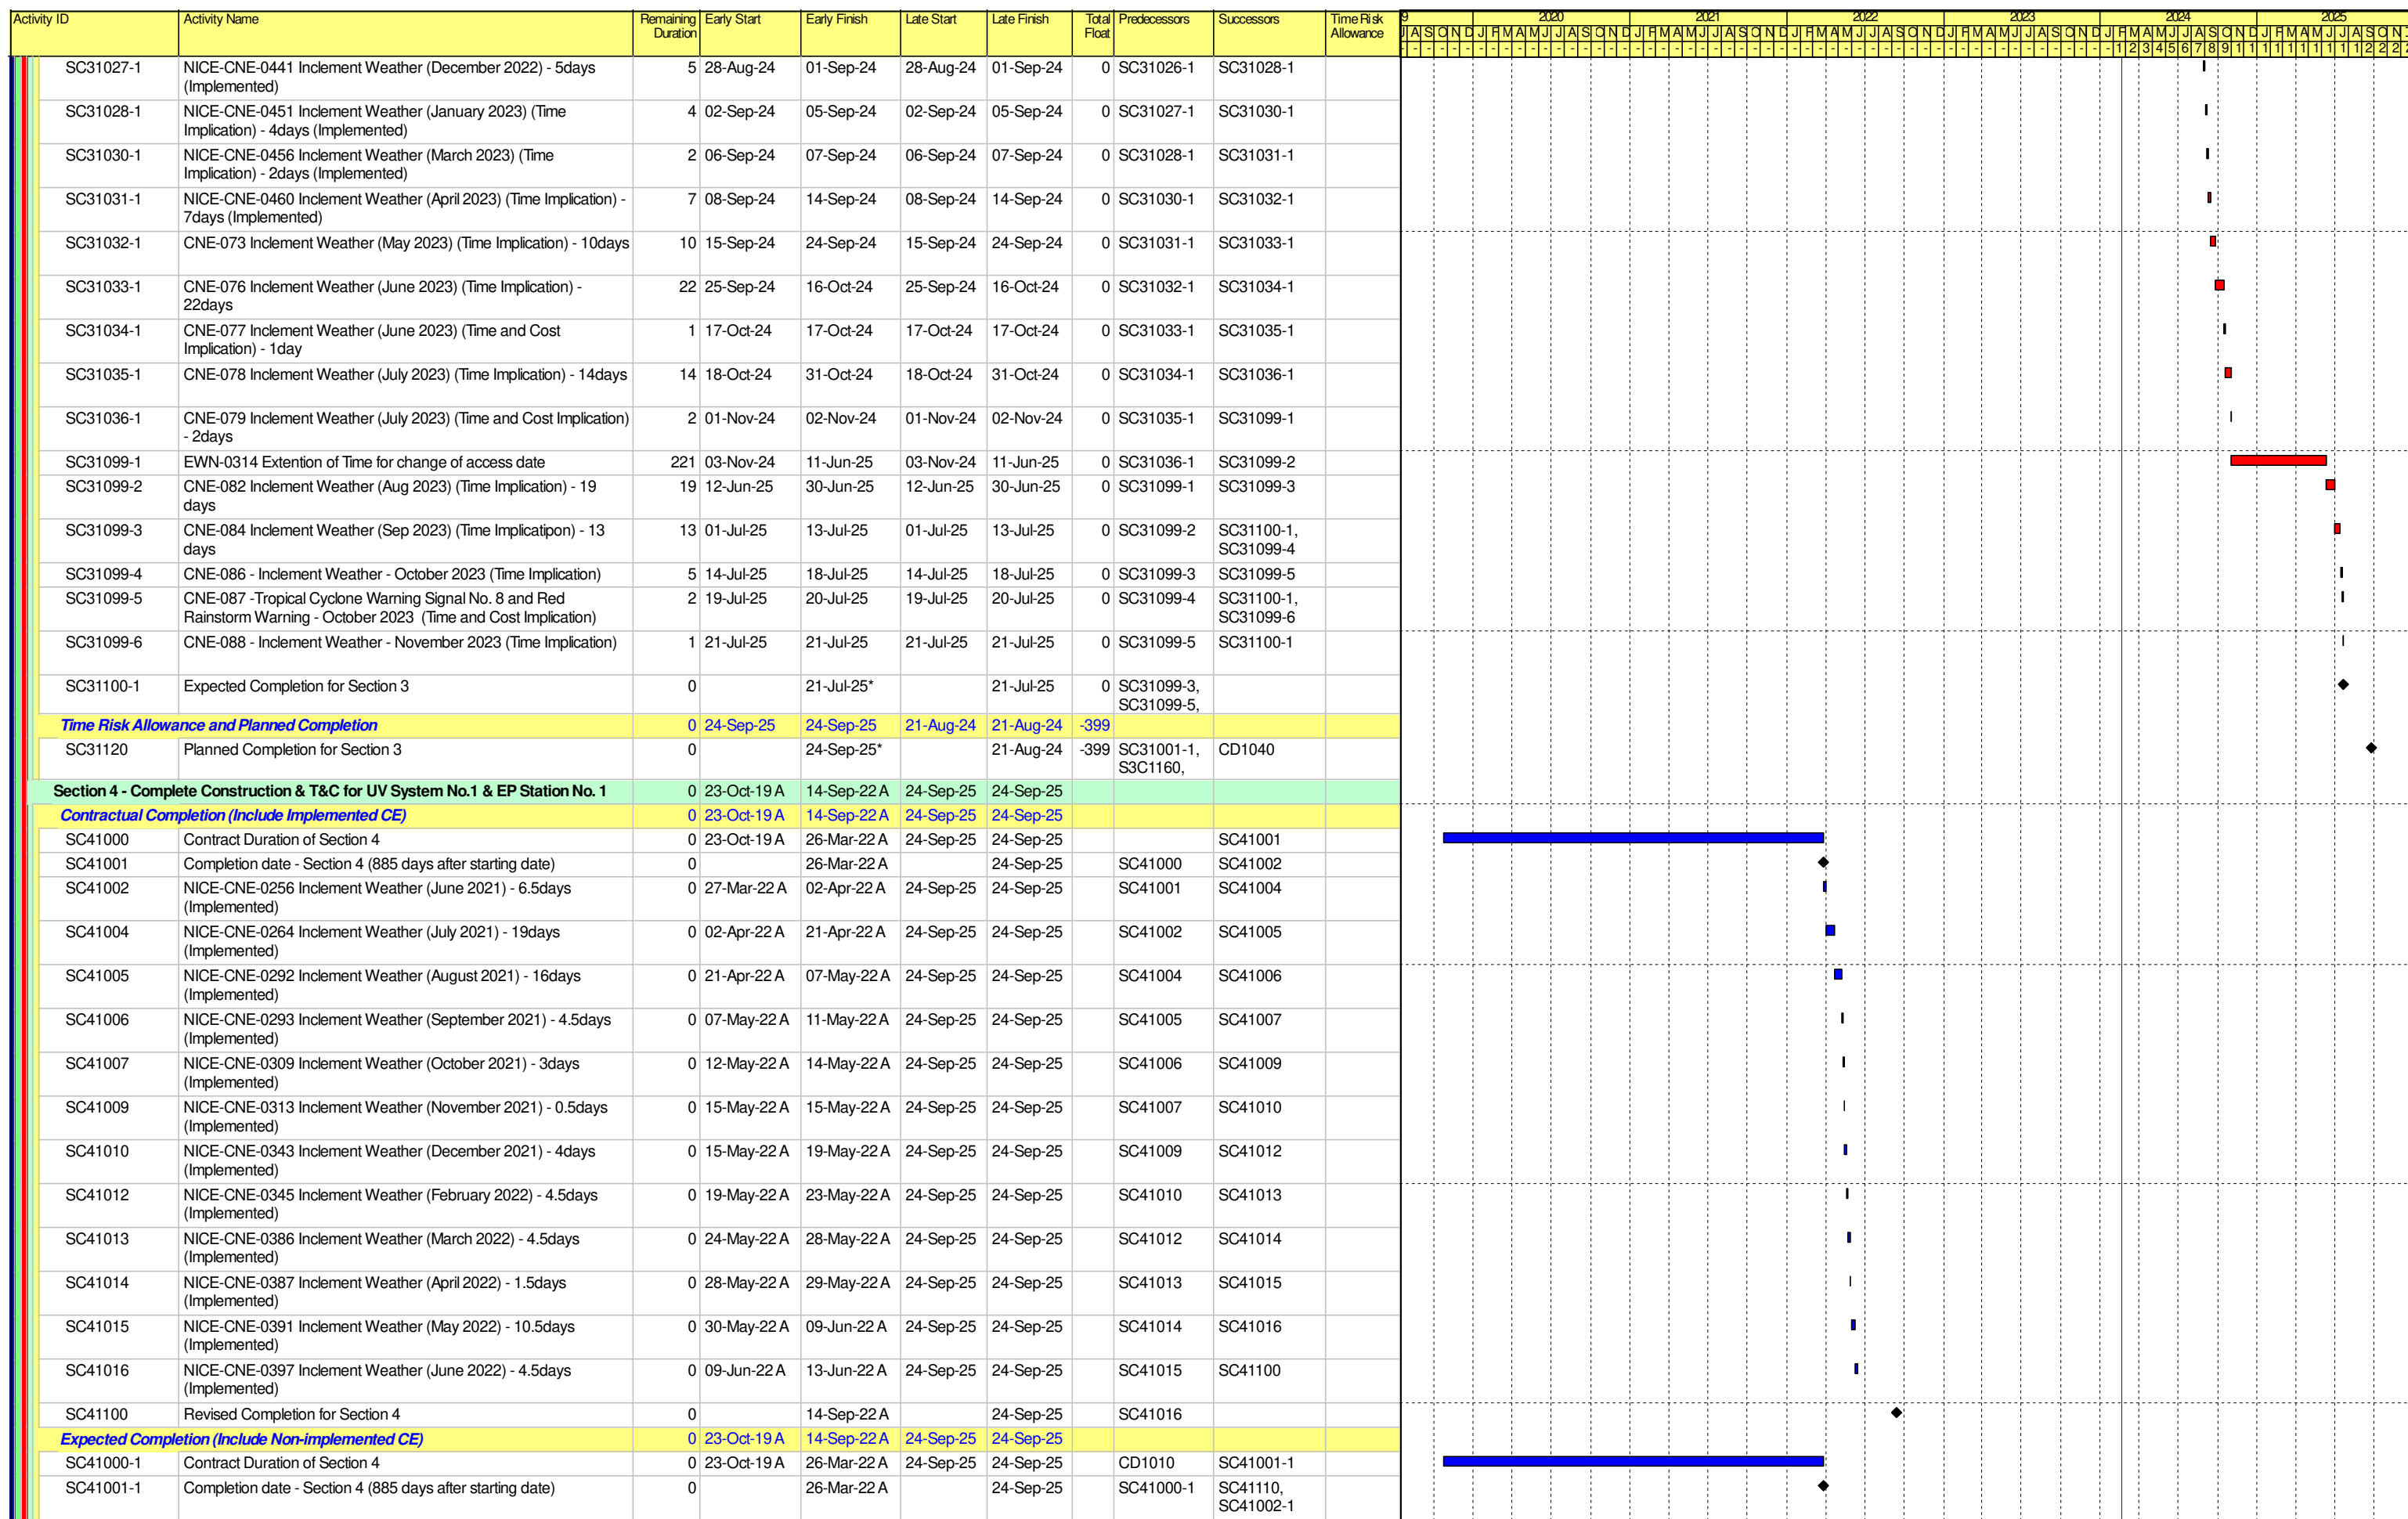 Activity ID Activity Name Remaining Duration Early Start Early Finish Late Start Late Finish Total Float Predecessors Successors Time Risk Allowance
9 2020 2021 2022 2023 2024 2025
SC31027-1 NICE-CNE-0441 Inclement Weather (December 2022) - 5days 5 28-Aug-24 01-Sep-24 28-Aug-24 01-Sep-24 0 SC31026-1 SC31028-1
(Implemented)
SC31028-1 NICE-CNE-0451 Inclement Weather (January 2023) (Time 4 02-Sep-24 05-Sep-24 02-Sep-24 05-Sep-24 0 SC31027-1 SC31030-1
Implication) - 4days (Implemented)
SC31030-1 NICE-CNE-0456 Inclement Weather (March 2023) (Time 2 06-Sep-24 07-Sep-24 06-Sep-24 07-Sep-24 0 SC31028-1 SC31031-1
Implication) - 2days (Implemented)
SC31031-1 NICE-CNE-0460 Inclement Weather (April 2023) (Time Implication) - 7 08-Sep-24 14-Sep-24 08-Sep-24 14-Sep-24 0 SC31030-1 SC31032-1
7days (Implemented)
SC31032-1 CNE-073 Inclement Weather (May 2023) (Time Implication) - 10days 10 15-Sep-24 24-Sep-24 15-Sep-24 24-Sep-24 0 SC31031-1 SC31033-1
SC31033-1 CNE-076 Inclement Weather (June 2023) (Time Implication) - 22 25-Sep-24 16-Oct-24 25-Sep-24 16-Oct-24 0 SC31032-1 SC31034-1
22days
SC31034-1 CNE-077 Inclement Weather (June 2023) (Time and Cost 1 17-Oct-24 17-Oct-24 17-Oct-24 17-Oct-24 0 SC31033-1 SC31035-1
Implication) - 1day
SC31035-1 CNE-078 Inclement Weather (July 2023) (Time Implication) - 14days 14 18-Oct-24 31-Oct-24 18-Oct-24 31-Oct-24 0 SC31034-1 SC31036-1
SC31036-1 CNE-079 Inclement Weather (July 2023) (Time and Cost Implication) 2 01-Nov-24 02-Nov-24 01-Nov-24 02-Nov-24 0 SC31035-1 SC31099-1
- 2days
SC31099-1 EWN-0314 Extention of Time for change of access date 221 03-Nov-24 11-Jun-25 03-Nov-24 11-Jun-25 0 SC31036-1 SC31099-2
SC31099-2 CNE-082 Inclement Weather (Aug 2023) (Time Implication) - 19 19 12-Jun-25 30-Jun-25 12-Jun-25 30-Jun-25 0 SC31099-1 SC31099-3
days
SC31099-3 CNE-084 Inclement Weather (Sep 2023) (Time Implicatipon) - 13 13 01-Jul-25 13-Jul-25 01-Jul-25 13-Jul-25 0 SC31099-2 SC31100-1,
days SC31099-4
SC31099-4 CNE-086 - Inclement Weather - October 2023 (Time Implication) 5 14-Jul-25 18-Jul-25 14-Jul-25 18-Jul-25 0 SC31099-3 SC31099-5
SC31099-5 CNE-087 -Tropical Cyclone Warning Signal No. 8 and Red 2 19-Jul-25 20-Jul-25 19-Jul-25 20-Jul-25 0 SC31099-4 SC31100-1,
Rainstorm Warning - October 2023 (Time and Cost Implication) SC31099-6
SC31099-6 CNE-088 - Inclement Weather - November 2023 (Time Implication) 1 21-Jul-25 21-Jul-25 21-Jul-25 21-Jul-25 0 SC31099-5 SC31100-1
SC31100-1 Expected Completion for Section 3 0 21-Jul-25* 21-Jul-25 0 SC31099-3,
SC31099-5,
Time Risk Allowance and Planned Completion 0 24-Sep-25 24-Sep-25 21-Aug-24 21-Aug-24 -399
SC31120 Planned Completion for Section 3 0 24-Sep-25* 21-Aug-24 -399 SC31001-1, CD1040
S3C1160,
Section 4 - Complete Construction & T&C for UV System No.1 & EP Station No. 1 0 23-Oct-19 A 14-Sep-22 A 24-Sep-25 24-Sep-25
Contractual Completion (Include Implemented CE) 0 23-Oct-19 A 14-Sep-22 A 24-Sep-25 24-Sep-25
SC41000 Contract Duration of Section 4 0 23-Oct-19 A 26-Mar-22 A 24-Sep-25 24-Sep-25 SC41001
SC41001 Completion date - Section 4 (885 days after starting date) 0 26-Mar-22 A 24-Sep-25 SC41000 SC41002
SC41002 NICE-CNE-0256 Inclement Weather (June 2021) - 6.5days 0 27-Mar-22 A 02-Apr-22 A 24-Sep-25 24-Sep-25 SC41001 SC41004
(Implemented)
SC41004 NICE-CNE-0264 Inclement Weather (July 2021) - 19days 0 02-Apr-22 A 21-Apr-22 A 24-Sep-25 24-Sep-25 SC41002 SC41005
(Implemented)
SC41005 NICE-CNE-0292 Inclement Weather (August 2021) - 16days 0 21-Apr-22 A 07-May-22 A 24-Sep-25 24-Sep-25 SC41004 SC41006
(Implemented)
SC41006 NICE-CNE-0293 Inclement Weather (September 2021) - 4.5days 0 07-May-22 A 11-May-22 A 24-Sep-25 24-Sep-25 SC41005 SC41007
(Implemented)
SC41007 NICE-CNE-0309 Inclement Weather (October 2021) - 3days 0 12-May-22 A 14-May-22 A 24-Sep-25 24-Sep-25 SC41006 SC41009
(Implemented)
SC41009 NICE-CNE-0313 Inclement Weather (November 2021) - 0.5days 0 15-May-22 A 15-May-22 A 24-Sep-25 24-Sep-25 SC41007 SC41010
(Implemented)
SC41010 NICE-CNE-0343 Inclement Weather (December 2021) - 4days 0 15-May-22 A 19-May-22 A 24-Sep-25 24-Sep-25 SC41009 SC41012
(Implemented)
SC41012 NICE-CNE-0345 Inclement Weather (February 2022) - 4.5days 0 19-May-22 A 23-May-22 A 24-Sep-25 24-Sep-25 SC41010 SC41013
(Implemented)
SC41013 NICE-CNE-0386 Inclement Weather (March 2022) - 4.5days 0 24-May-22 A 28-May-22 A 24-Sep-25 24-Sep-25 SC41012 SC41014
(Implemented)
SC41014 NICE-CNE-0387 Inclement Weather (April 2022) - 1.5days 0 28-May-22 A 29-May-22 A 24-Sep-25 24-Sep-25 SC41013 SC41015
(Implemented)
SC41015 NICE-CNE-0391 Inclement Weather (May 2022) - 10.5days 0 30-May-22 A 09-Jun-22 A 24-Sep-25 24-Sep-25 SC41014 SC41016
(Implemented)
SC41016 NICE-CNE-0397 Inclement Weather (June 2022) - 4.5days 0 09-Jun-22 A 13-Jun-22 A 24-Sep-25 24-Sep-25 SC41015 SC41100
(Implemented)
SC41100 Revised Completion for Section 4 0 14-Sep-22 A 24-Sep-25 SC41016
Expected Completion (Include Non-implemented CE) 0 23-Oct-19 A 14-Sep-22 A 24-Sep-25 24-Sep-25
SC41000-1 Contract Duration of Section 4 0 23-Oct-19 A 26-Mar-22 A 24-Sep-25 24-Sep-25 CD1010 SC41001-1
SC41001-1 Completion date - Section 4 (885 days after starting date) 0 26-Mar-22 A 24-Sep-25 SC41000-1 SC41110,
SC41002-1